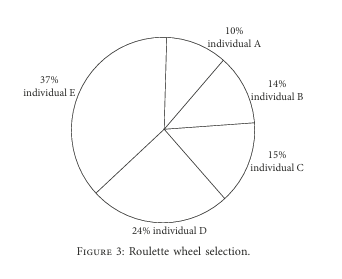 10%
individual A
37%
individual E
14%
individual B
15%
individual C
24% individual D
FIGURE 3: Roulette wheel selection.